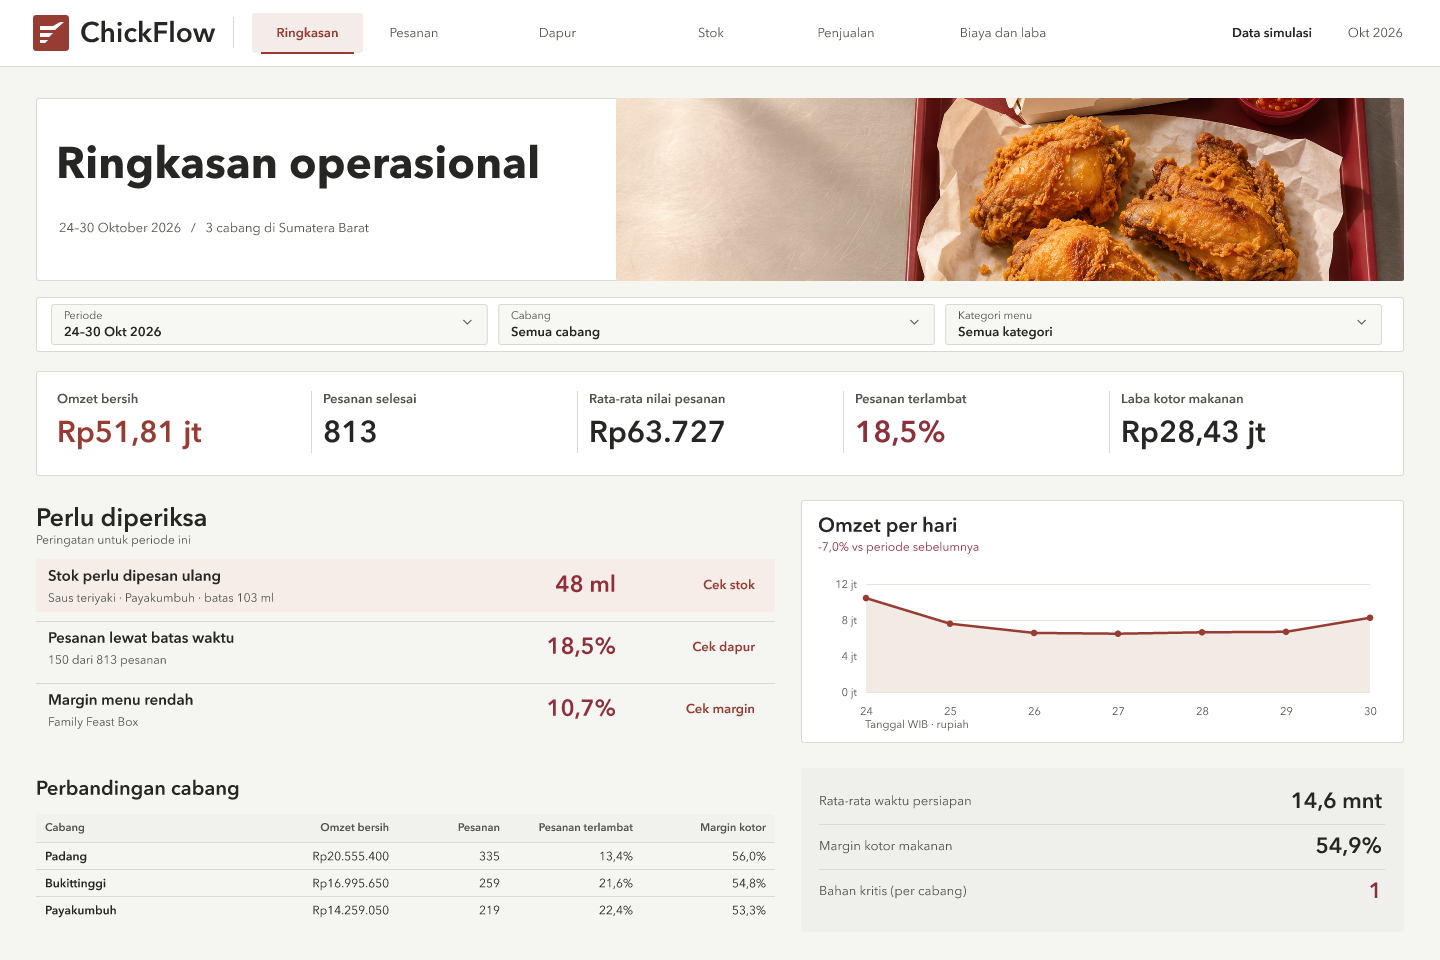 ChickFlow
Ringkasan
Pesanan
Dapur
Stok
Penjualan
Biaya dan laba
Data simulasi
Okt 2026
Ringkasan operasional
24–30 Oktober 2026 / 3 cabang di Sumatera Barat
Periode
24–30 Okt 2026
Cabang
Semua cabang
Kategori menu
Semua kategori
Omzet bersih
Rp51,81 jt
Pesanan selesai
813
Rata-rata nilai pesanan
Rp63.727
Pesanan terlambat
18,5%
Laba kotor makanan
Rp28,43 jt
Perlu diperiksa
Peringatan untuk periode ini
Stok perlu dipesan ulang
Saus teriyaki · Payakumbuh · batas 103 ml
48 ml
Cek stok
Pesanan lewat batas waktu
150 dari 813 pesanan
18,5%
Cek dapur
Margin menu rendah
Family Feast Box
10,7%
Cek margin
Omzet per hari
-7,0% vs periode sebelumnya
12 jt
8 jt
4 jt
0 jt
24 25 26 27 28 29 30
Tanggal WIB · rupiah
Perbandingan cabang
Cabang Omzet bersih Pesanan Pesanan terlambat Margin kotor
Padang Rp20.555.400 335 13,4% 56,0%
Bukittinggi Rp16.995.650 259 21,6% 54,8%
Payakumbuh Rp14.259.050 219 22,4% 53,3%
Rata-rata waktu persiapan 14,6 mnt
Margin kotor makanan 54,9%
Bahan kritis (per cabang) 1